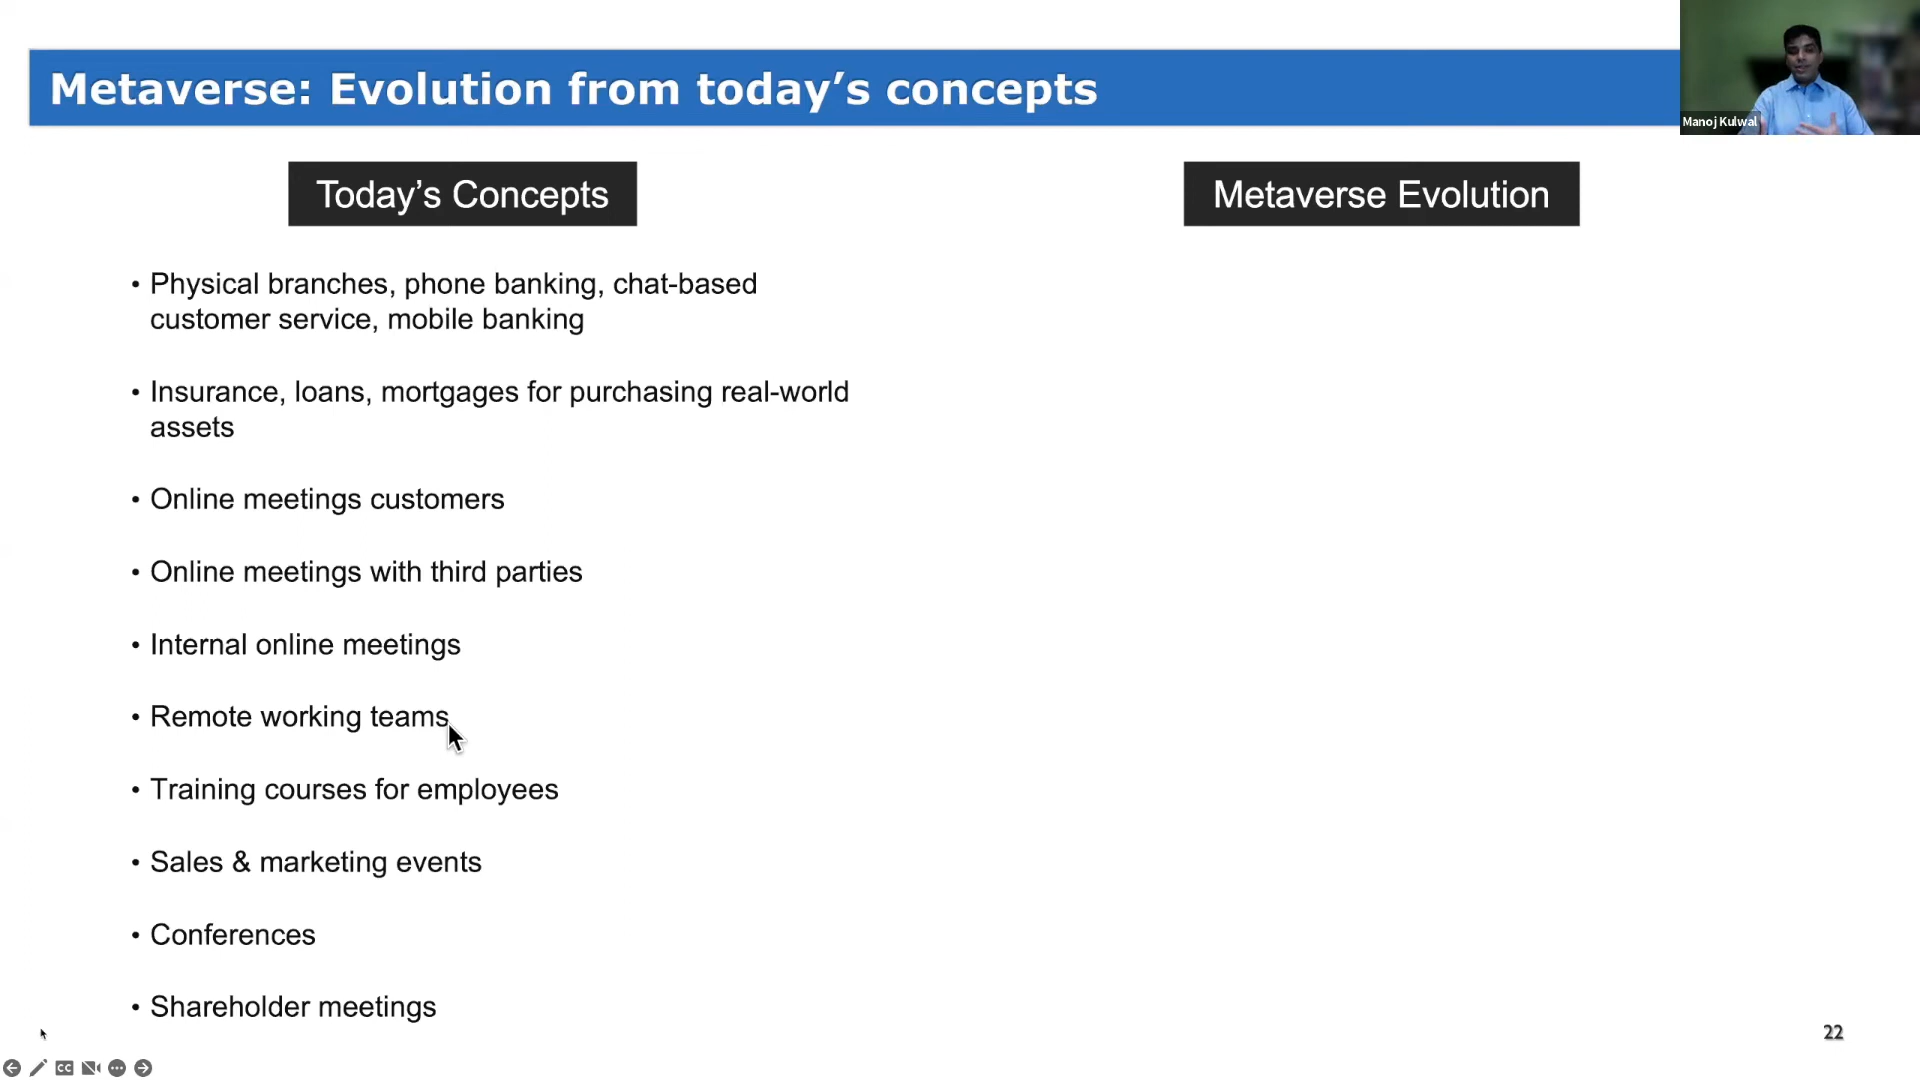 Metaverse: Evolution from today’s concepts
Manoj Kulwal
Today’s Concepts
Metaverse Evolution
• Physical branches, phone banking, chat-based
customer service, mobile banking
• Insurance, loans, mortgages for purchasing real-world
assets
• Online meetings customers
• Online meetings with third parties
• Internal online meetings
• Remote working teams
• Training courses for employees
• Sales & marketing events
• Conferences
• Shareholder meetings
22
CC